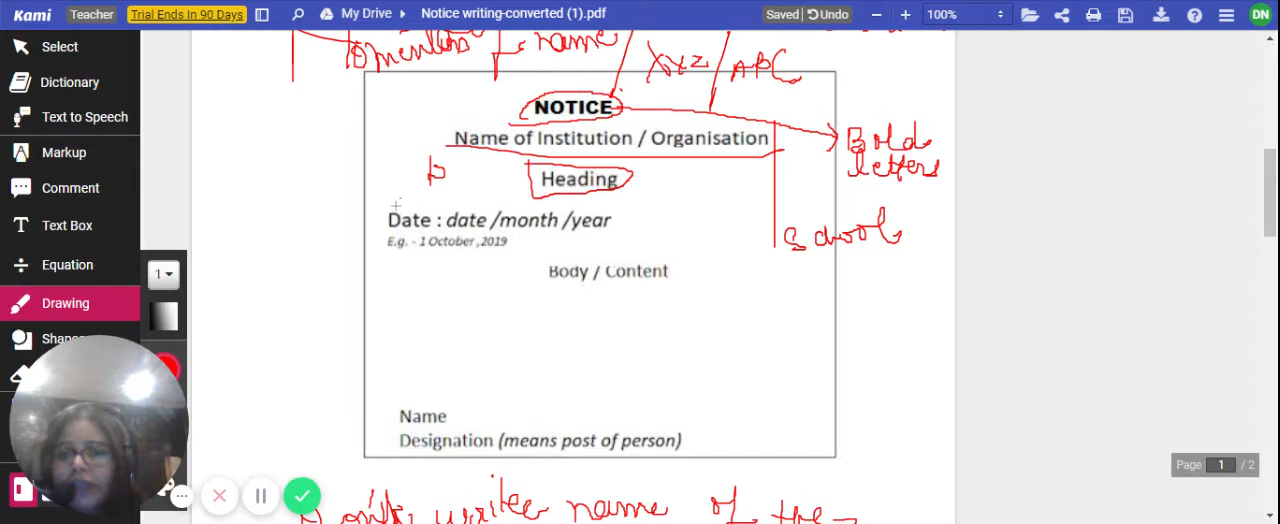 Kami Teacher Trial Ends In 90 Days My Drive Notice writing-converted (1).pdf Saved Undo 100% DN
Select
Dictionary
Text to Speech
Markup
Comment
Text Box
Equation
Drawing
1
name
XYZ
ABC
NOTICE
Name of Institution / Organisation
Bold
letters
Heading
Date : date /month /year
E.g. - 1 October ,2019
School
Body / Content
Name
Designation (means post of person)
name of the
Page 1 / 2